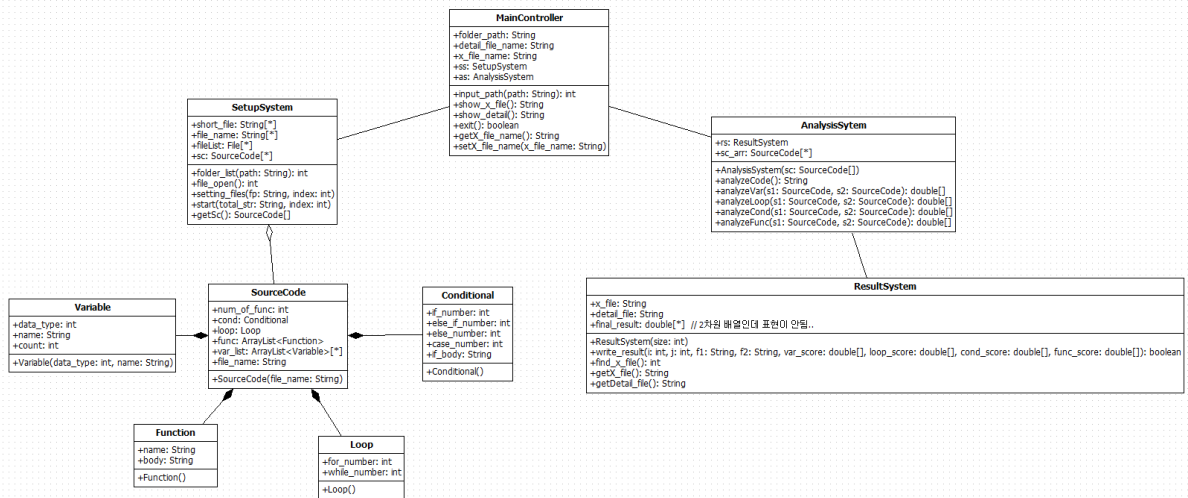 MainController
+folder_path: String
+detail_file_name: String
+x_file_name: String
+ss: SetupSystem
+as: AnalysisSystem
+input_path(path: String): int
+show_x_file(): String
+show_detail(): String
+exit(): boolean
+getX_file_name(): String
+setX_file_name(x_file_name: String)
SetupSystem
+short_file: String[*]
+file_name: String[*]
+fileList: File[*]
+sc: SourceCode[*]
+folder_list(path: String): int
+file_open(): int
+setting_files(fp: String, index: int)
+start(total_str: String, index: int)
+getSc(): SourceCode[]
AnalysisSytem
+rs: ResultSystem
+sc_arr: SourceCode[*]
+AnalysisSystem(sc: SourceCode[])
+analyzeCode(): String
+analyzeVar(s1: SourceCode, s2: SourceCode): double[]
+analyzeLoop(s1: SourceCode, s2: SourceCode): double[]
+analyzeCond(s1: SourceCode, s2: SourceCode): double[]
+analyzeFunc(s1: SourceCode, s2: SourceCode): double[]
Variable
+data_type: int
+name: String
+count: int
+Variable(data_type: int, name: String)
SourceCode
+num_of_func: int
+cond: Conditional
+loop: Loop
+func: ArrayList<Function>
+var_list: ArrayList<Variable>[*]
+file_name: String
+SourceCode(file_name: Stirng)
Conditional
+if_number: int
+else_if_number: int
+else_number: int
+case_number: int
+if_body: String
+Conditional()
ResultSystem
+x_file: String
+detail_file: String
+final_result: double[*] // 2차원 배열인데 표현이 안됨..
+ResultSystem(size: int)
+write_result(i: int, j: int, f1: String, f2: String, var_score: double[], loop_score: double[], cond_score: double[], func_score: double[]): boolean
+find_x_file(): int
+getX_file(): String
+getDetail_file(): String
Function
+name: String
+body: String
+Function()
Loop
+for_number: int
+while_number: int
+Loop()